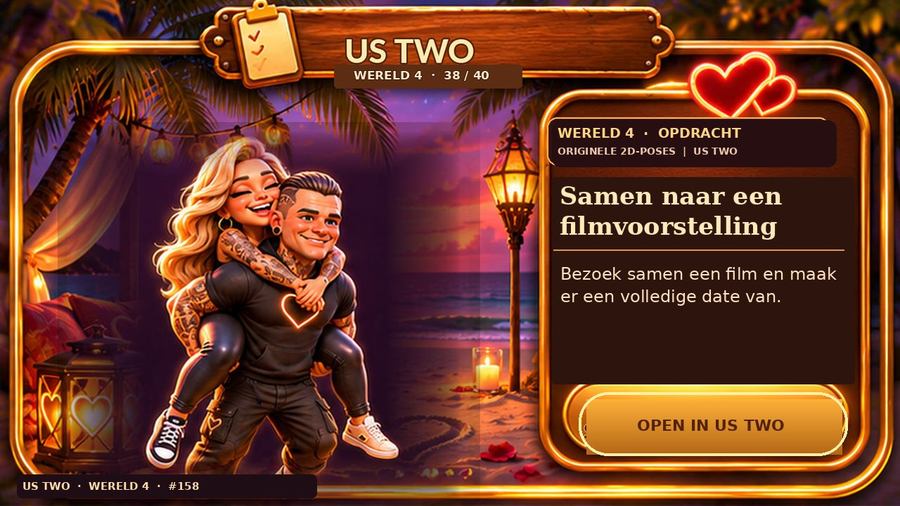 US TWO
WERELD 4 · 38 / 40
WERELD 4 · OPDRACHT
ORIGINELE 2D-POSES | US TWO
Samen naar een
filmvoorstelling
Bezoek samen een film en maak
er een volledige date van.
OPEN IN US TWO
US TWO · WERELD 4 · #158